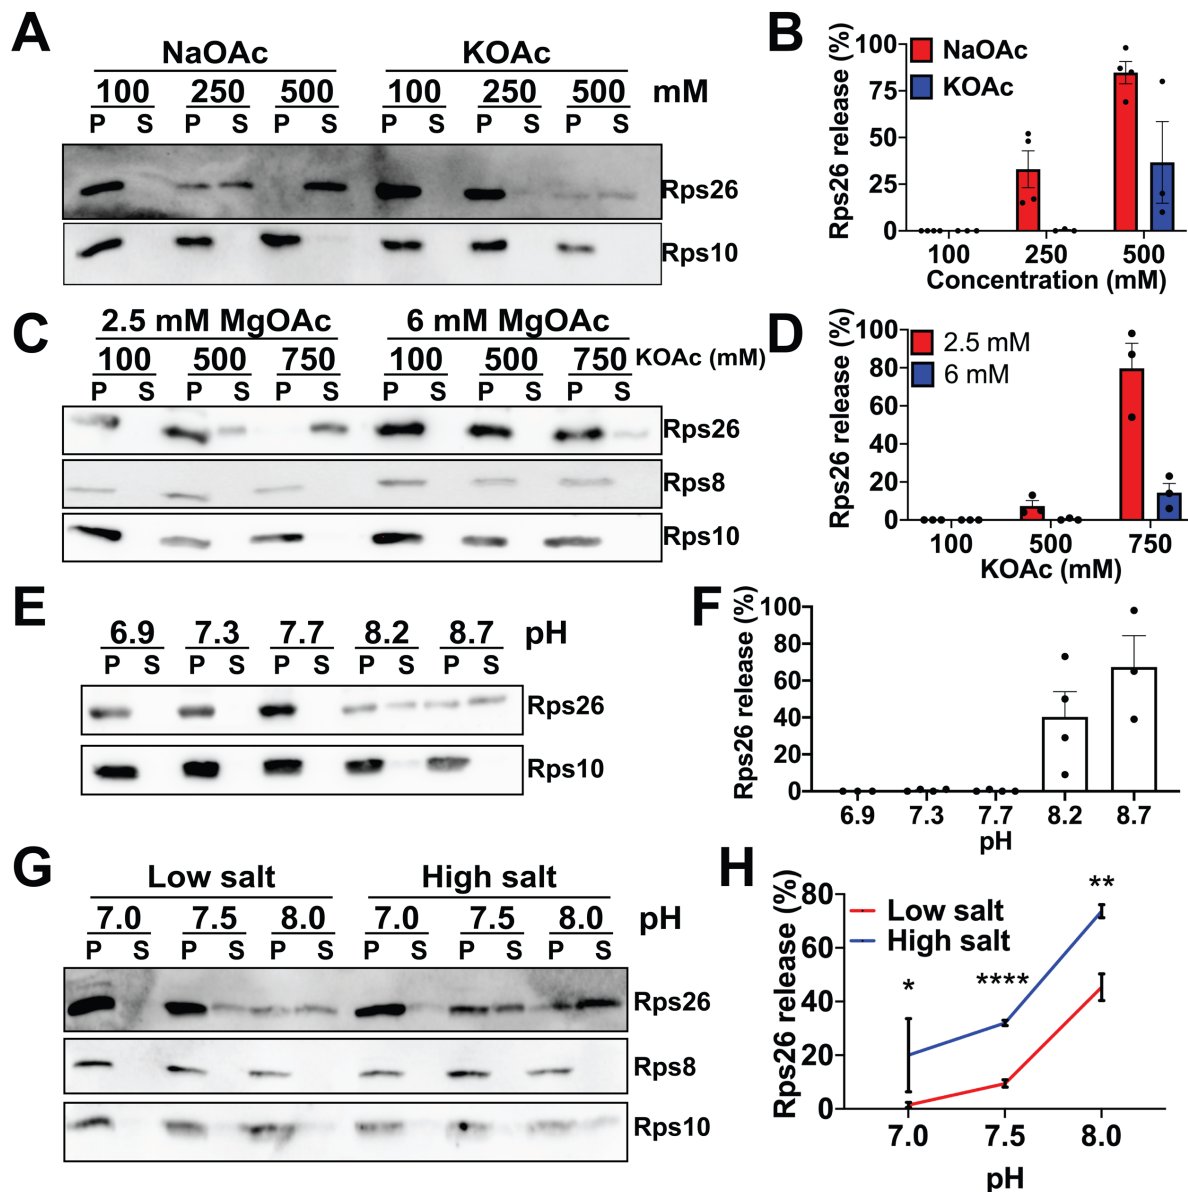 A
NaOAc KOAc
100 250 500 100 250 500 mM
P S P S P S P S P S P S
Rps26
Rps10
B
Rps26 release (%)
100
75
50
25
0
NaOAc
KOAc
100 250 500
Concentration (mM)
C
2.5 mM MgOAc 6 mM MgOAc
100 500 750 100 500 750 KOAc (mM)
P S P S P S P S P S P S
Rps26
Rps8
Rps10
D
Rps26 release (%)
100
80
60
40
20
0
2.5 mM
6 mM
100 500 750
KOAc (mM)
E
6.9 7.3 7.7 8.2 8.7 pH
P S P S P S P S P S
Rps26
Rps10
F
Rps26 release (%)
100
80
60
40
20
0
6.9 7.3 7.7 8.2 8.7
pH
G
Low salt High salt
7.0 7.5 8.0 7.0 7.5 8.0 pH
P S P S P S P S P S P S
Rps26
Rps8
Rps10
H
Rps26 release (%)
80
60
40
20
0
Low salt
High salt
* **** **
7.0 7.5 8.0
pH